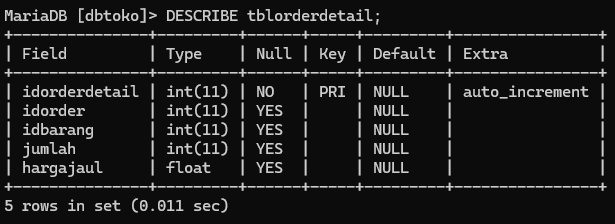 MariaDB [dbtoko]> DESCRIBE tblorderdetail;
+---------------+---------+------+-----+---------+----------------+
| Field         | Type    | Null | Key | Default | Extra          |
+---------------+---------+------+-----+---------+----------------+
| idorderdetail | int(11) | NO   | PRI | NULL    | auto_increment |
| idorder       | int(11) | YES  |     | NULL    |                |
| idbarang      | int(11) | YES  |     | NULL    |                |
| jumlah        | int(11) | YES  |     | NULL    |                |
| hargajaul     | float   | YES  |     | NULL    |                |
+---------------+---------+------+-----+---------+----------------+
5 rows in set (0.011 sec)